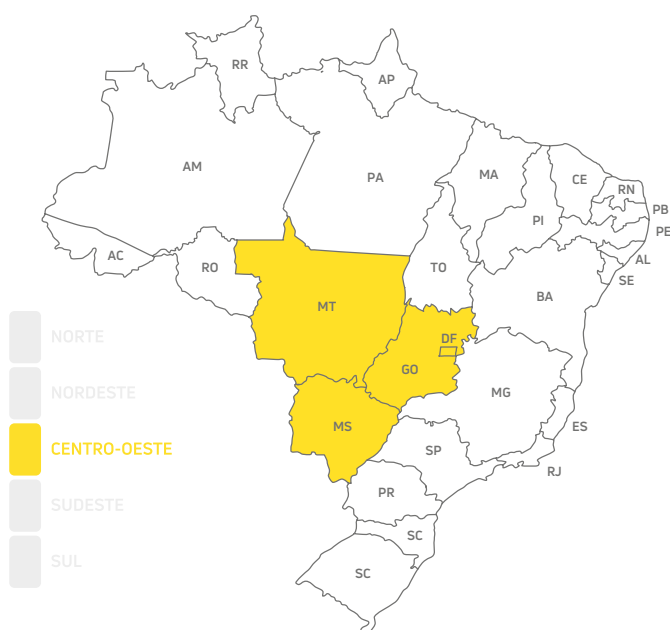 RR
AP
AM
PA
MA
CE
RN
PB
PI
PE
AC
RO
TO
AL
SE
BA
MT
DF
GO
MG
MS
ES
SP
RJ
PR
SC
SC
NORTE
NORDESTE
CENTRO-OESTE
SUDESTE
SUL